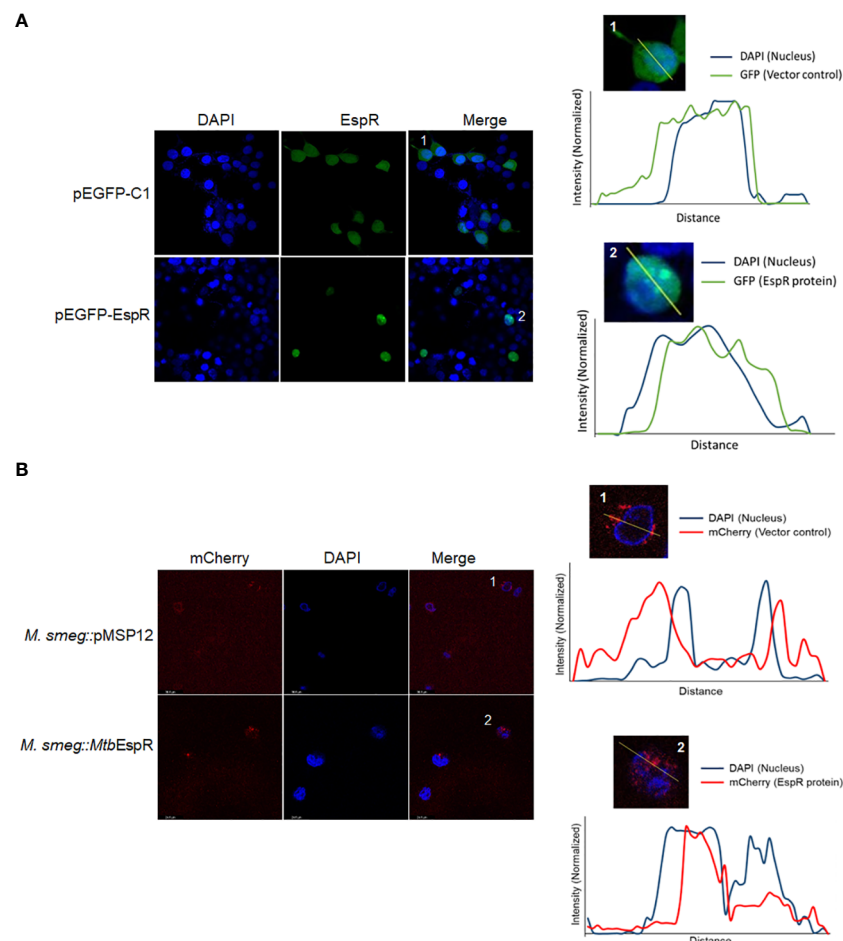 A
1
DAPI (Nucleus)
GFP (Vector control)
Intensity (Normalized)
Distance
DAPI EspR Merge
pEGFP-C1
1
pEGFP-EspR
2
2
DAPI (Nucleus)
GFP (EspR protein)
Intensity (Normalized)
Distance
B
1
DAPI (Nucleus)
mCherry (Vector control)
Intensity (Normalized)
Distance
mCherry DAPI Merge
M. smeg::pMSP12
1
M. smeg::MtbEspR
2
2
DAPI (Nucleus)
mCherry (EspR protein)
Intensity (Normalized)
Distance